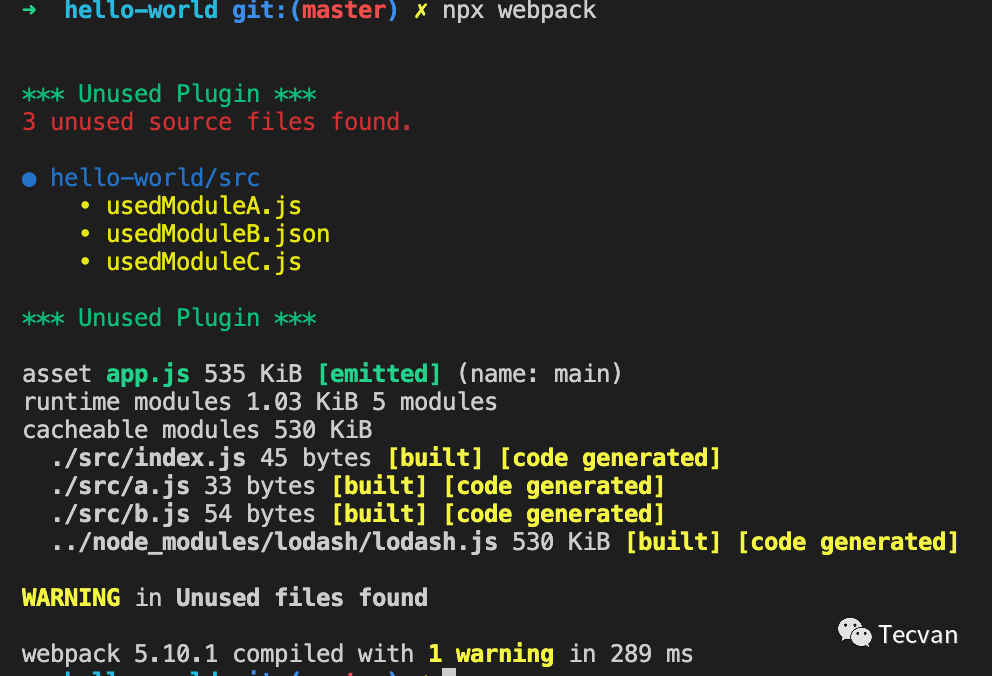 ➜ hello-world git:(master) ✗ npx webpack
*** Unused Plugin ***
3 unused source files found.
● hello-world/src
• usedModuleA.js
• usedModuleB.json
• usedModuleC.js
*** Unused Plugin ***
asset app.js 535 KiB [emitted] (name: main)
runtime modules 1.03 KiB 5 modules
cacheable modules 530 KiB
./src/index.js 45 bytes [built] [code generated]
./src/a.js 33 bytes [built] [code generated]
./src/b.js 54 bytes [built] [code generated]
../node_modules/lodash/lodash.js 530 KiB [built] [code generated]
WARNING in Unused files found
webpack 5.10.1 compiled with 1 warning in 289 ms
Tecvan